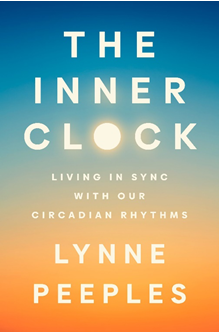 THE
INNER
CLOCK
LIVING IN SYNC
WITH OUR
CIRCADIAN RHYTHMS
LYNNE
PEEPLES